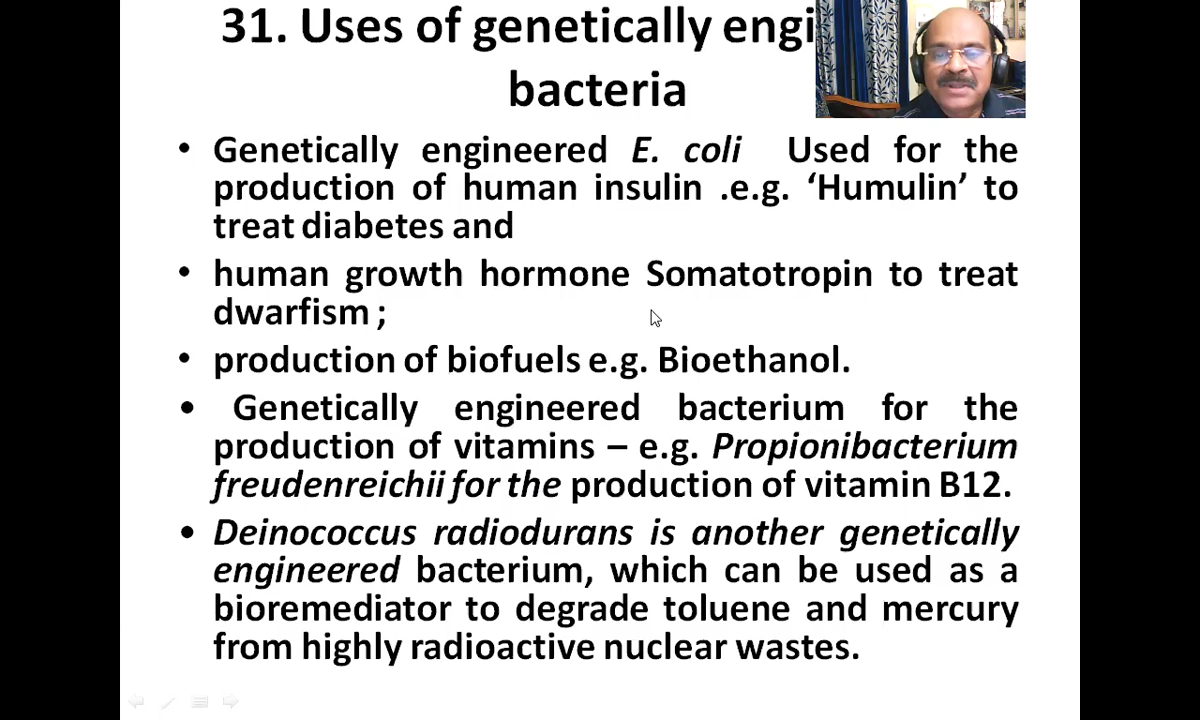 31. Uses of genetically engi
bacteria
• Genetically engineered E. coli Used for the
production of human insulin .e.g. ‘Humulin’ to
treat diabetes and
• human growth hormone Somatotropin to treat
dwarfism ;
• production of biofuels e.g. Bioethanol.
• Genetically engineered bacterium for the
production of vitamins – e.g. Propionibacterium
freudenreichii for the production of vitamin B12.
• Deinococcus radiodurans is another genetically
engineered bacterium, which can be used as a
bioremediator to degrade toluene and mercury
from highly radioactive nuclear wastes.